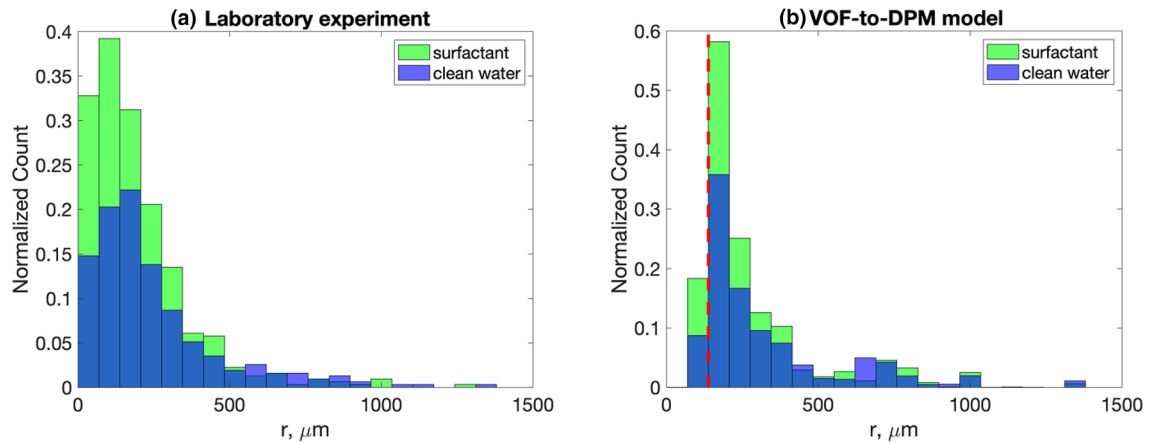 (a) Laboratory experiment
0.4
0.35
0.3
0.25
0.2
0.15
0.1
0.05
0
Normalized Count
surfactant
clean water
0
500
1000
1500
r, μm
(b) VOF-to-DPM model
0.6
0.5
0.4
0.3
0.2
0.1
0
Normalized Count
surfactant
clean water
0
500
1000
1500
r, μm